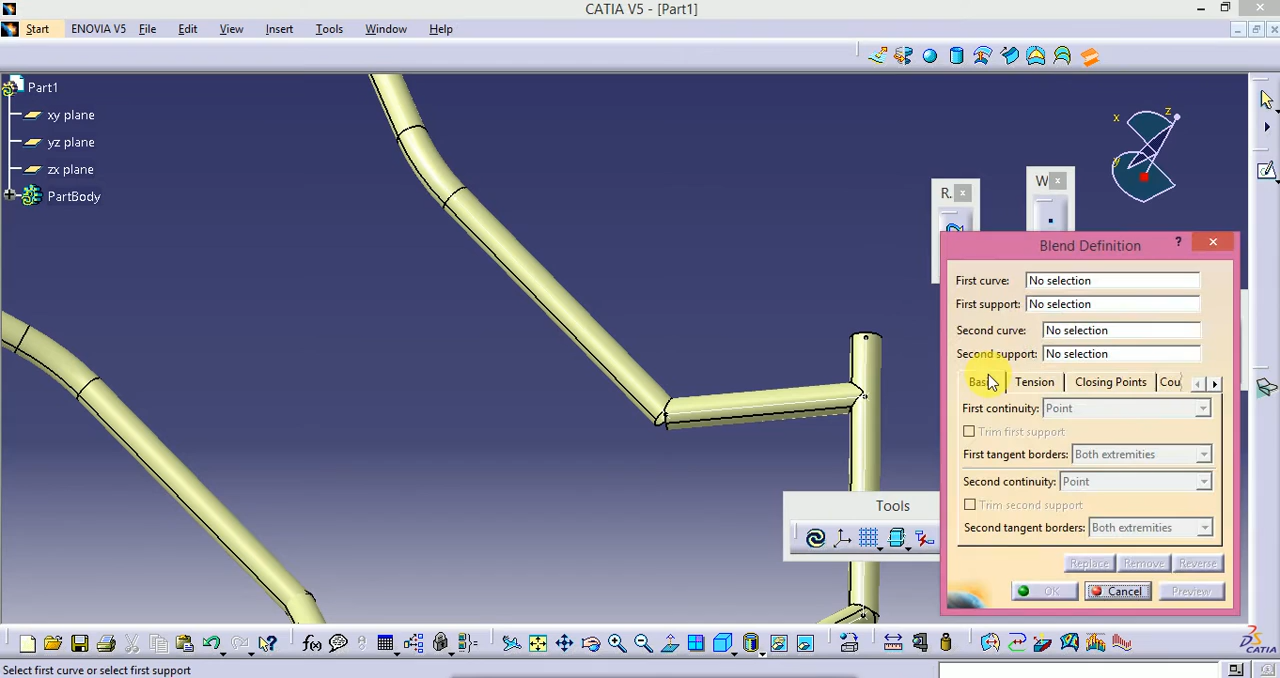 CATIA V5 - [Part1]
Start ENOVIA V5 File Edit View Insert Tools Window Help
Part1
xy plane
yz plane
zx plane
PartBody
x
z
y
R.
W
Blend Definition
First curve: No selection
First support: No selection
Second curve: No selection
Second support: No selection
Tension Closing Points Cou
First continuity: Point
Trim first support
First tangent borders: Both extremities
Second continuity: Point
Trim second support
Second tangent borders: Both extremities
Replace Remove Reverse
OK Cancel Preview
Tools
f(x)
CATIA
Select first curve or select first support